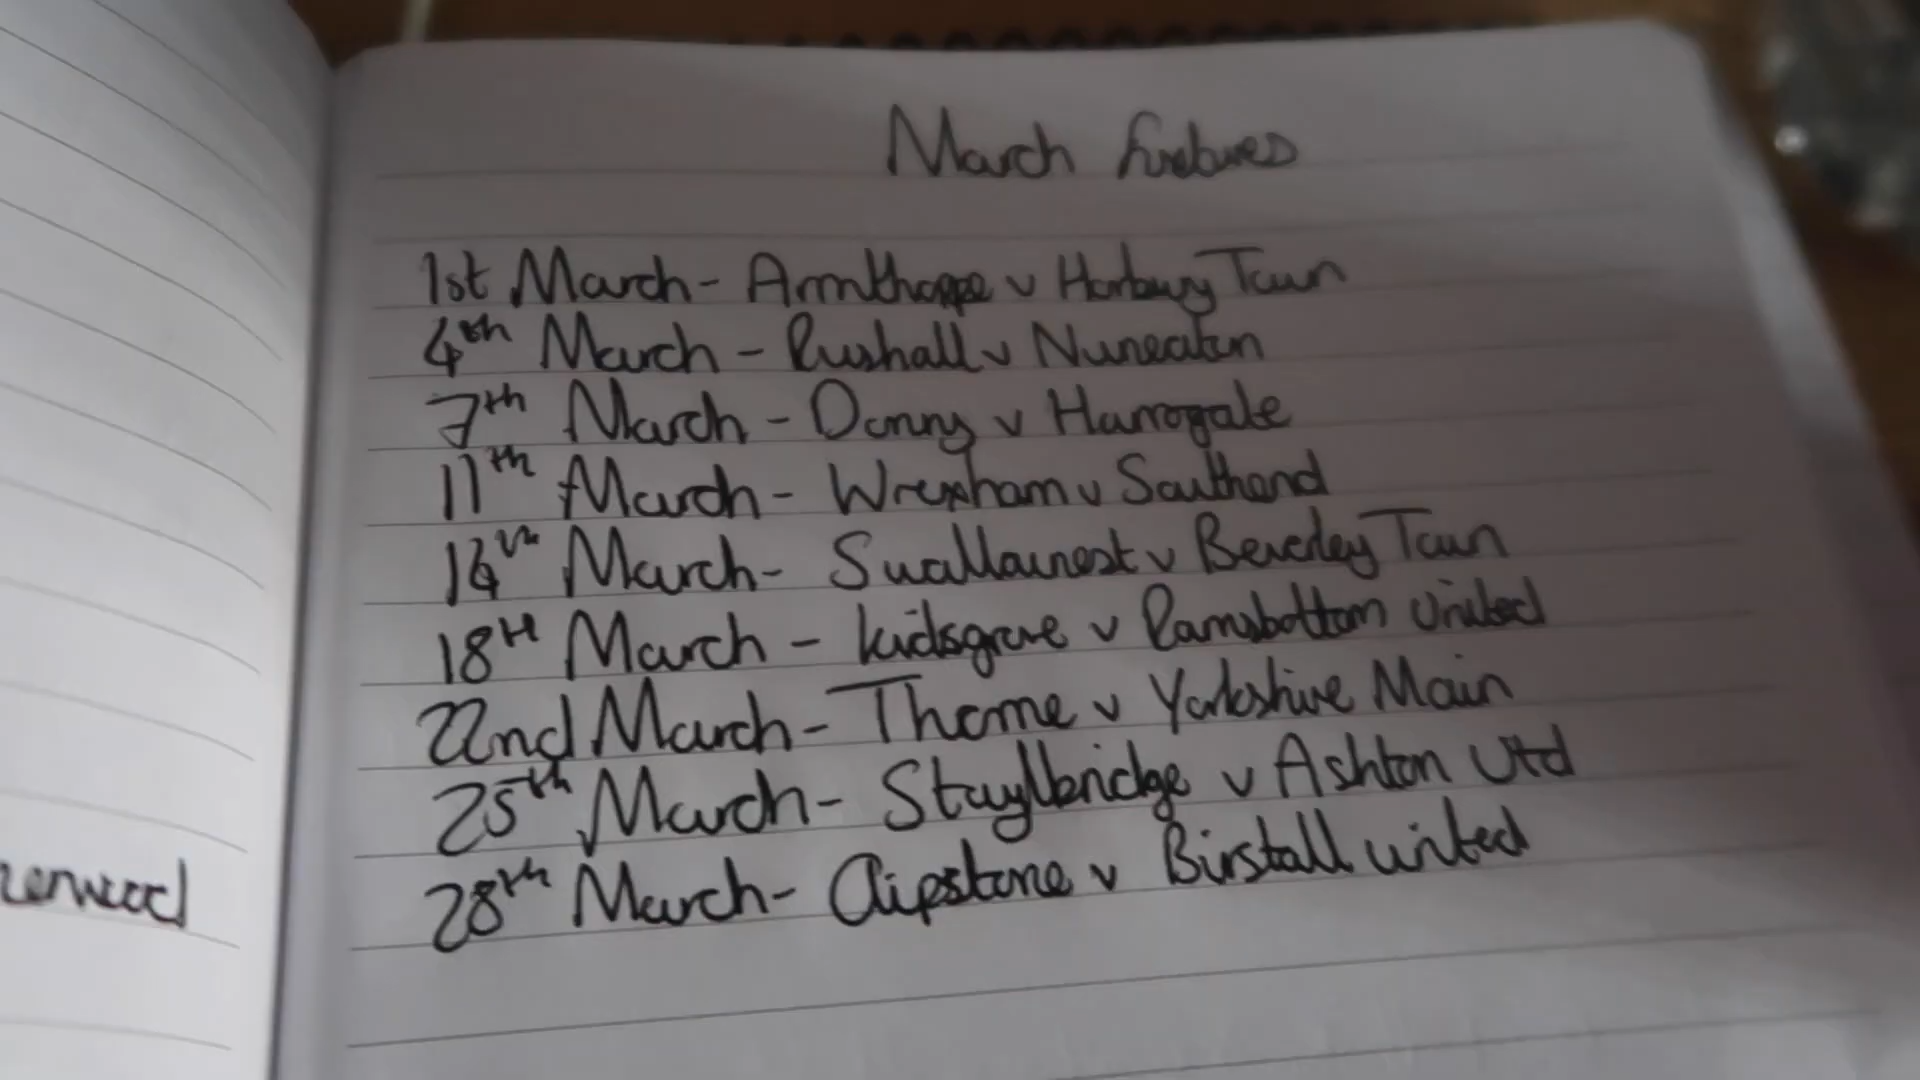 March fixtures
1st March - Armthorpe v Horbury Town
4th March - Rushall v Nuneaton
7th March - Donny v Harrogate
11th March - Wrexham v Southend
14th March - Swallownest v Beverley Town
18th March - Kidsgrove v Ramsbottom United
22nd March - Thorne v Yorkshire Main
25th March - Staylbridge v Ashton Utd
28th March - Clipstone v Birstall united